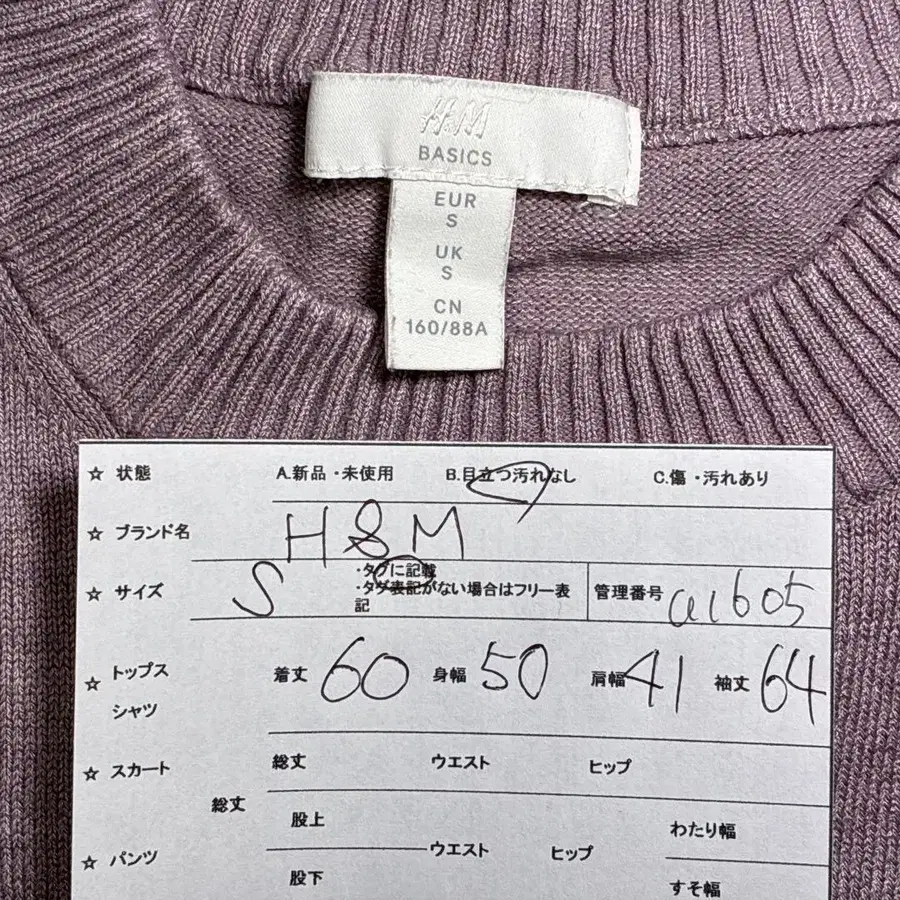 H&M
BASICS
EUR
S
UK
S
CN
160/88A
☆ 状態 A.新品・未使用 B.目立つ汚れなし C.傷・汚れあり
☆ ブランド名 H&M
☆ サイズ S ・タグに記載
・タグ表記がない場合はフリー表
記
管理番号 a1605
☆ トップス
シャツ
着丈 60 身幅 50 肩幅 41 袖丈 64
☆ スカート 総丈 ウエスト ヒップ
☆ パンツ 総丈 股上 ウエスト ヒップ わたり幅
股下 すそ幅